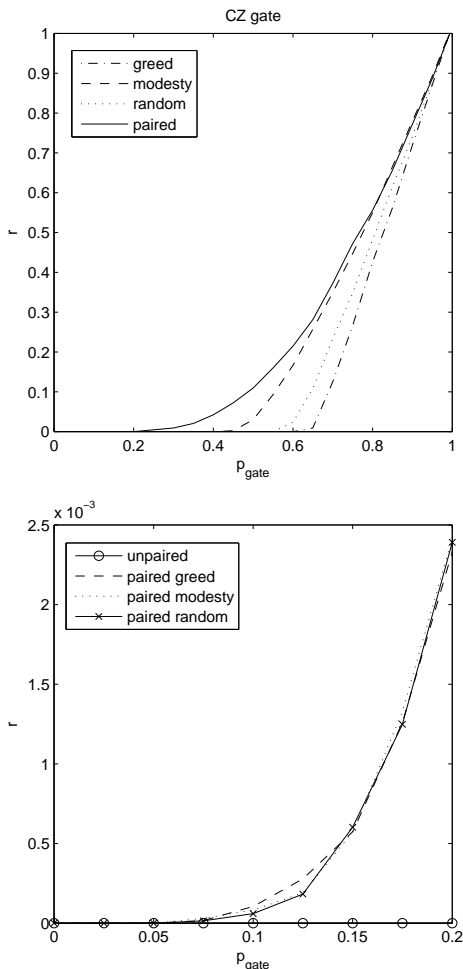 CZ gate
1
0.9
0.8
0.7
0.6
0.5
0.4
0.3
0.2
0.1
0
r
greed
modesty
random
paired
0 0.2 0.4 0.6 0.8 1
p_gate
x 10^-3
2.5
2
1.5
1
0.5
0
r
unpaired
paired greed
paired modesty
paired random
0 0.05 0.1 0.15 0.2
p_gate